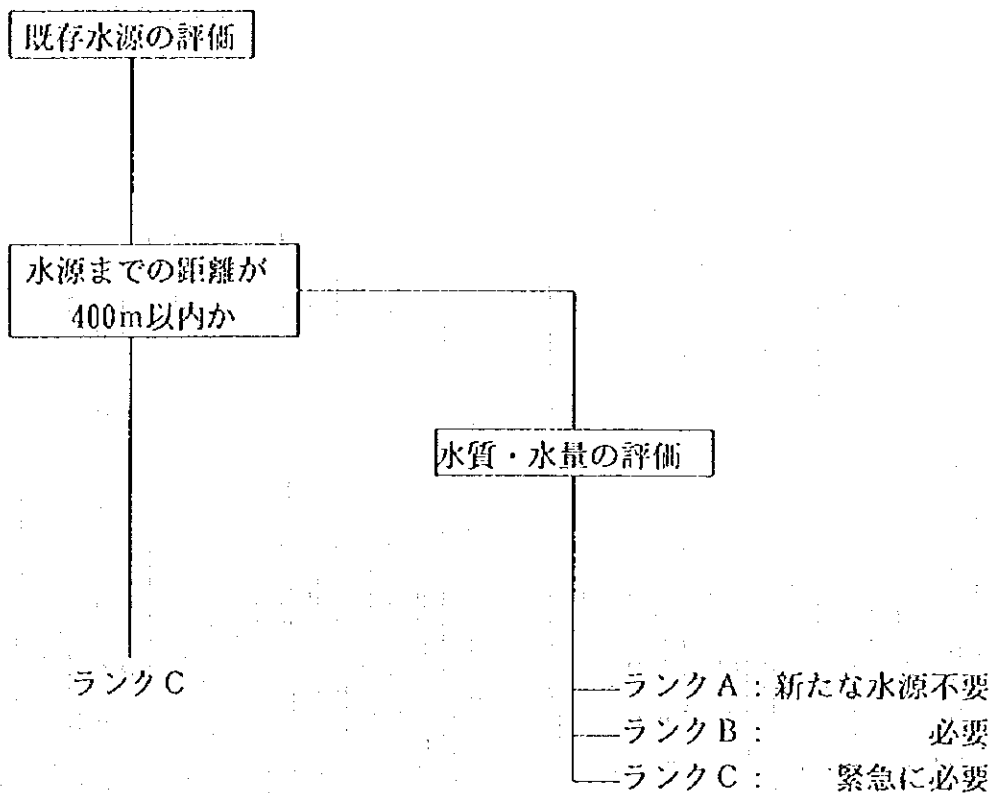 既存水源の評価
水源までの距離が
400m以内か
水質・水量の評価
ランクC
ランクA：新たな水源不要
ランクB：必要
ランクC：緊急に必要